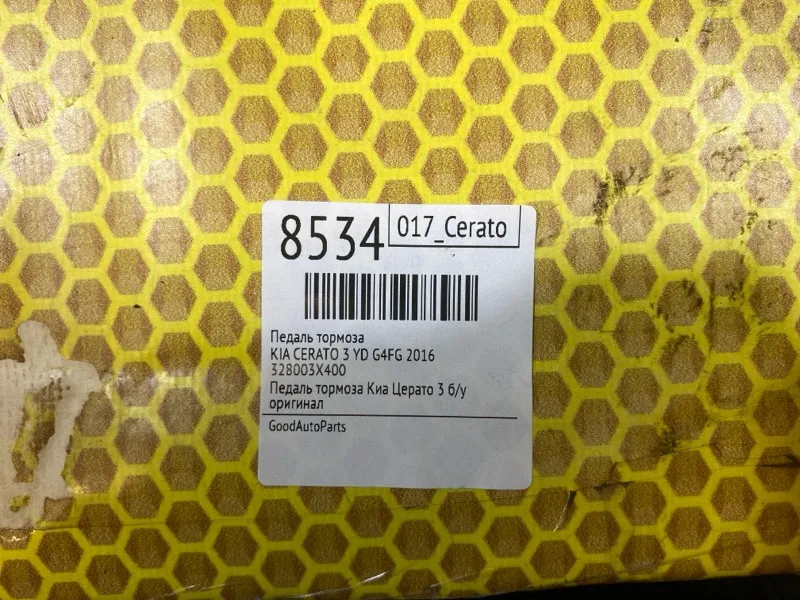 8534
017_Cerato
Педаль тормоза
KIA CERATO 3 YD G4FG 2016
328003X400
Педаль тормоза Киа Церато 3 б/у
оригинал
GoodAutoParts